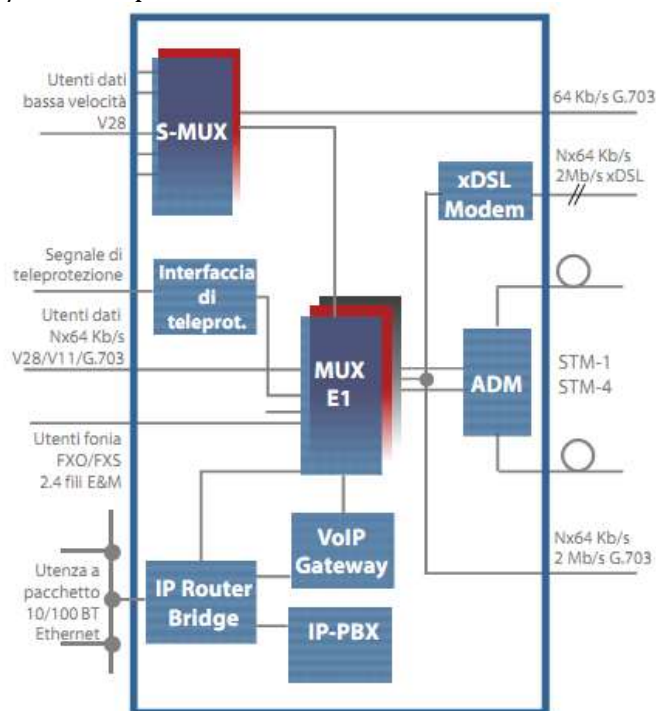 Utenti dati
bassa velocità
V28
S-MUX
64 Kb/s G.703
Nx64 Kb/s
2Mb/s xDSL
xDSL
Modem
Segnale di
teleprotezione
Interfaccia
di
teleprot.
Utenti dati
Nx64 Kb/s
V28/V11/G.703
MUX
E1
ADM
STM-1
STM-4
Utenti fonia
FXO/FXS
2.4 fili E&M
VoIP
Gateway
Nx64 Kb/s
2 Mb/s G.703
Utenza a
pacchetto
10/100 BT
Ethernet
IP Router
Bridge
IP-PBX